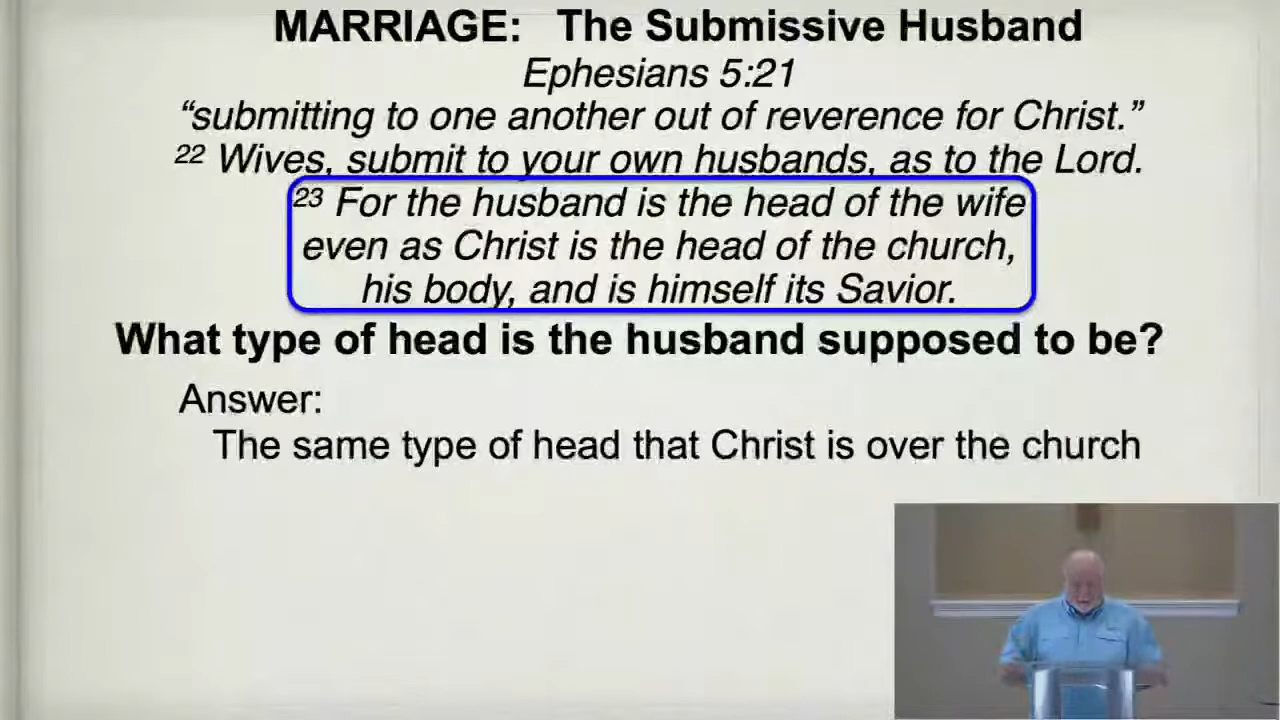 MARRIAGE: The Submissive Husband
Ephesians 5:21
“submitting to one another out of reverence for Christ.”
22 Wives, submit to your own husbands, as to the Lord.
23 For the husband is the head of the wife
even as Christ is the head of the church,
his body, and is himself its Savior.
What type of head is the husband supposed to be?
Answer:
The same type of head that Christ is over the church